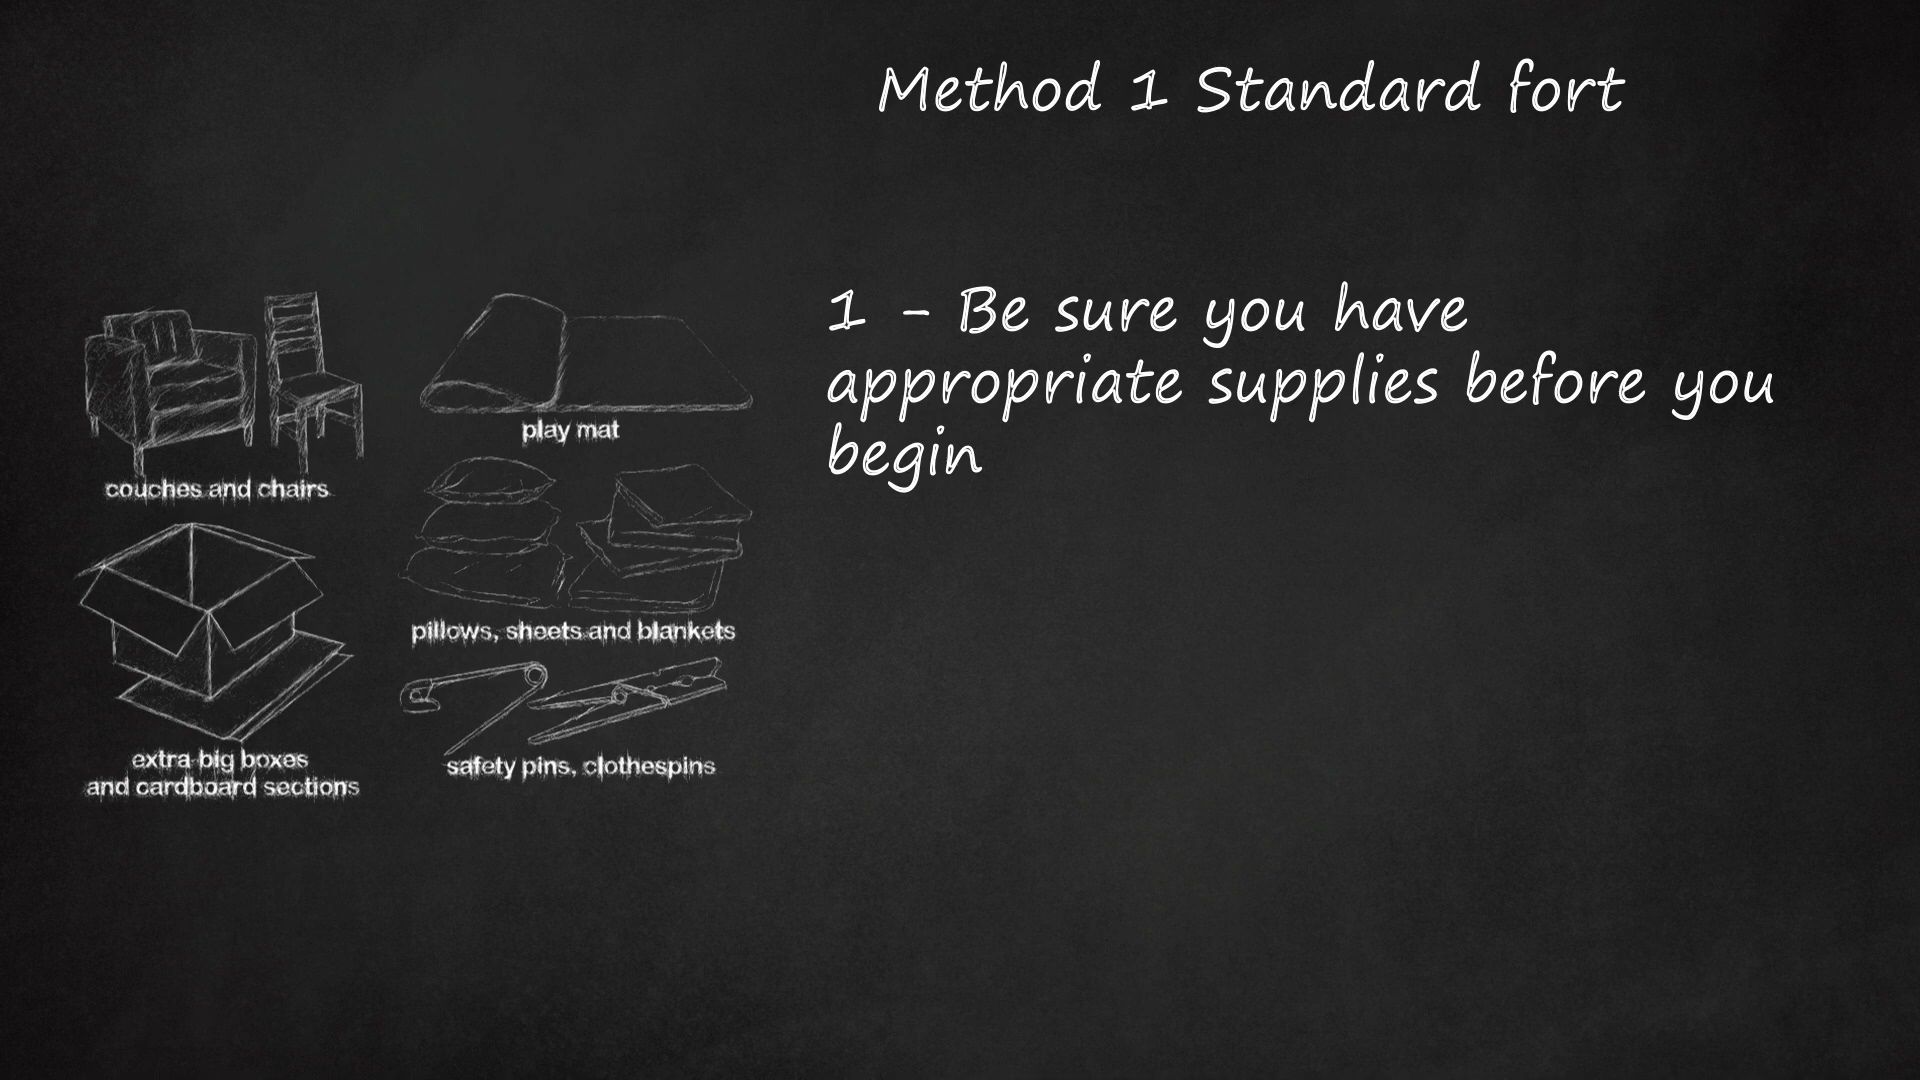 Method 1 Standard fort
1 - Be sure you have
appropriate supplies before you
begin
couches and chairs
play mat
pillows, sheets and blankets
extra big boxes
and cardboard sections
safety pins, clothespins